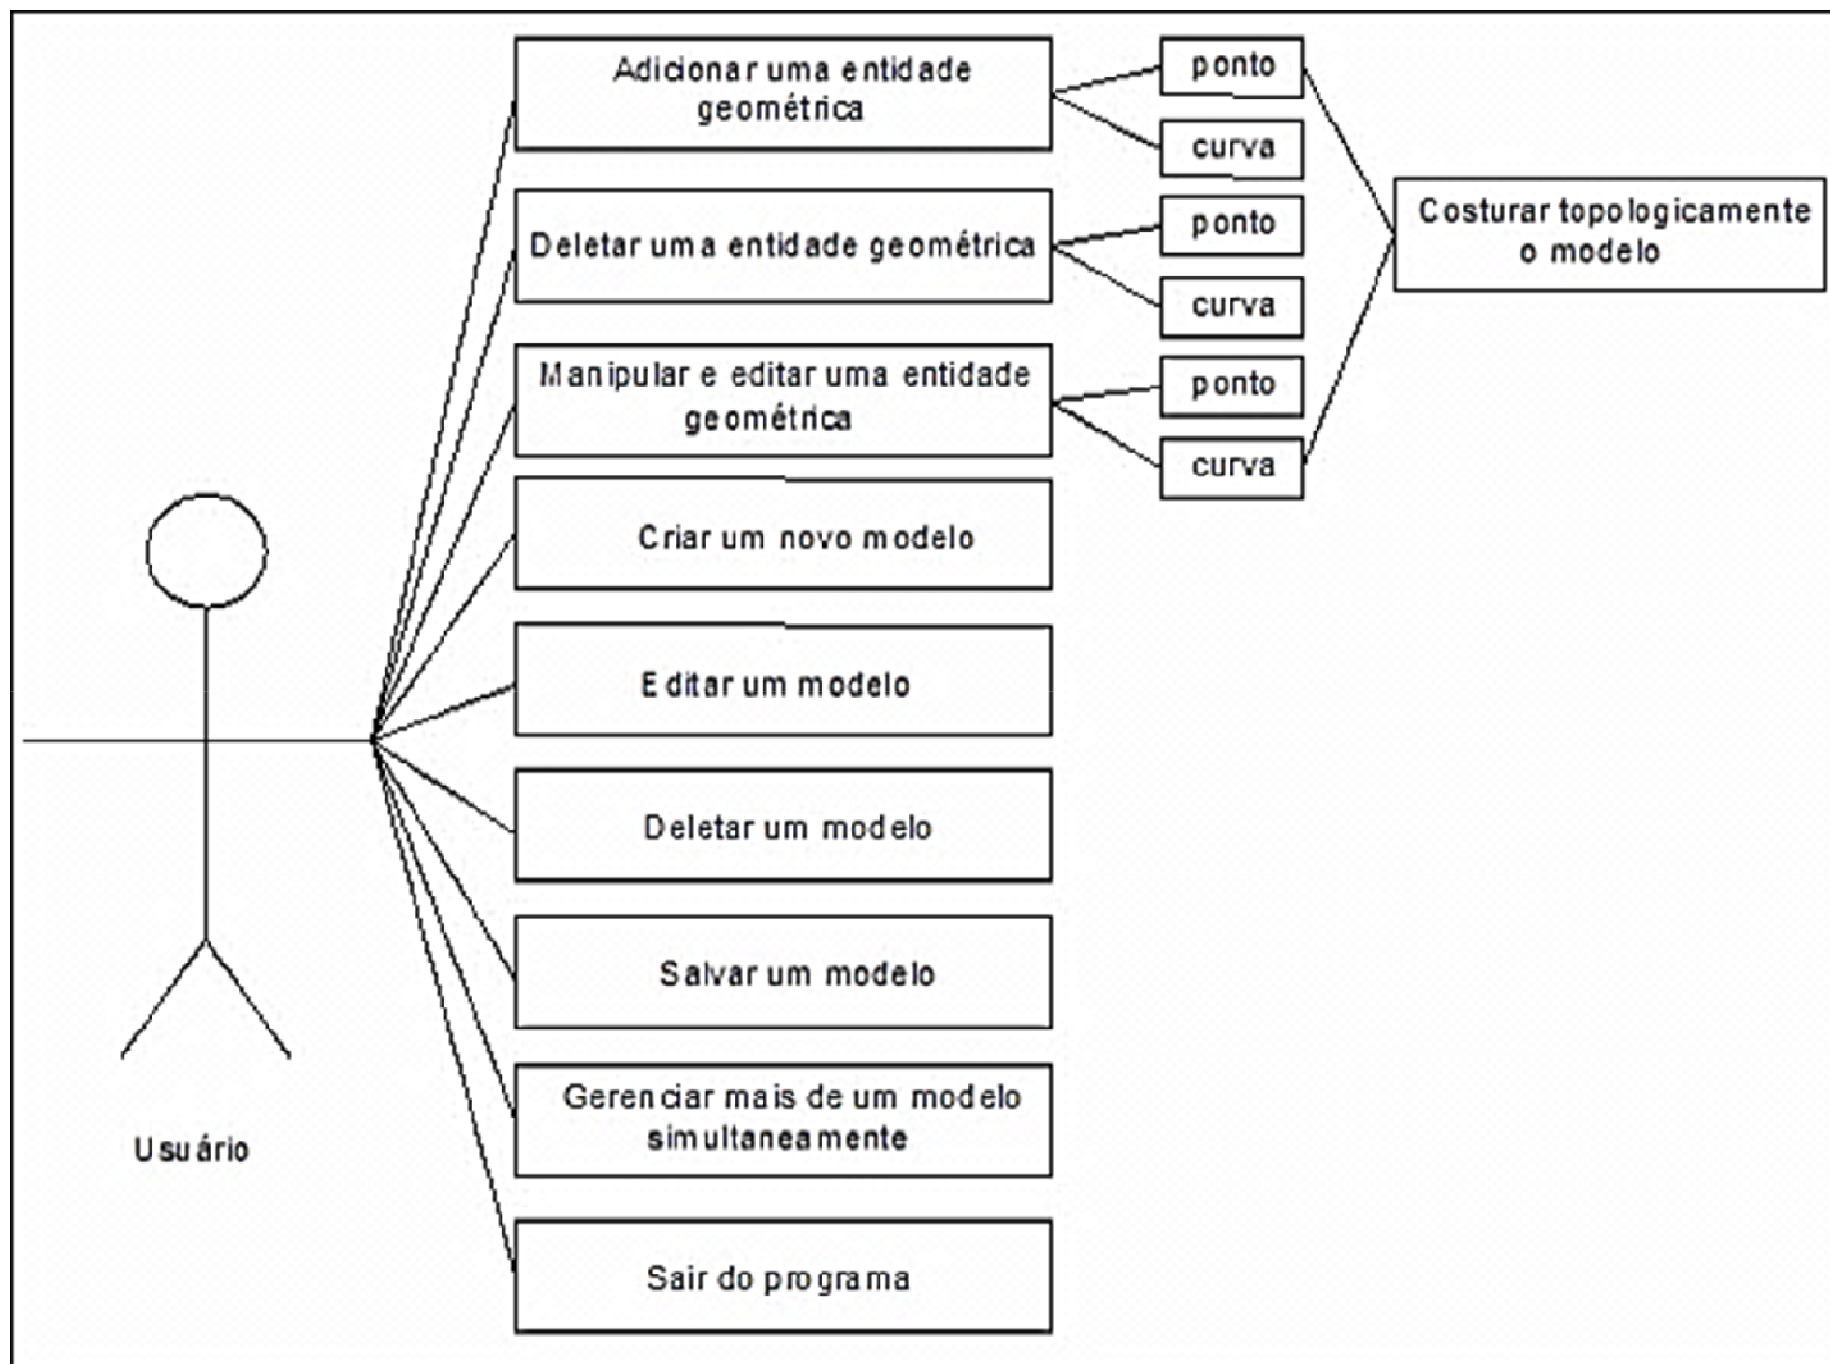 Adicionar uma entidade
geométrica
ponto
curva
Deletar uma entidade geométrica
ponto
curva
Costurar topologicamente
o modelo
Manipular e editar uma entidade
geométrica
ponto
curva
Criar um novo modelo
Editar um modelo
Deletar um modelo
Salvar um modelo
Gerenciar mais de um modelo
simultaneamente
Sair do programa
Usuário